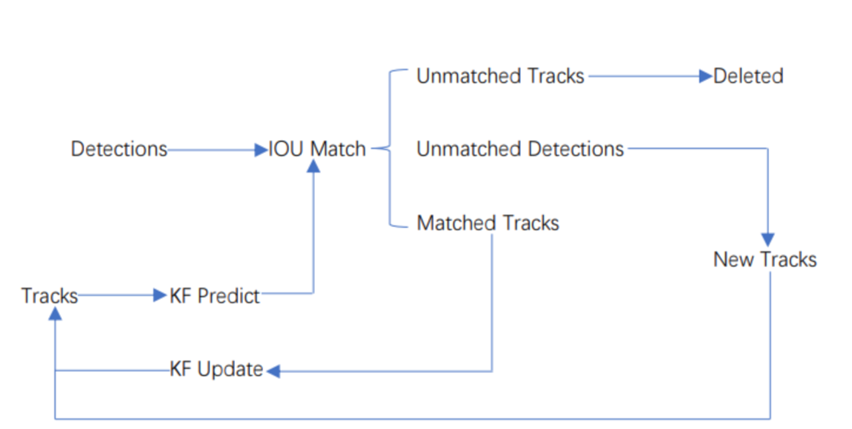 Unmatched Tracks
Deleted
Detections
IOU Match
Unmatched Detections
Matched Tracks
New Tracks
Tracks
KF Predict
KF Update